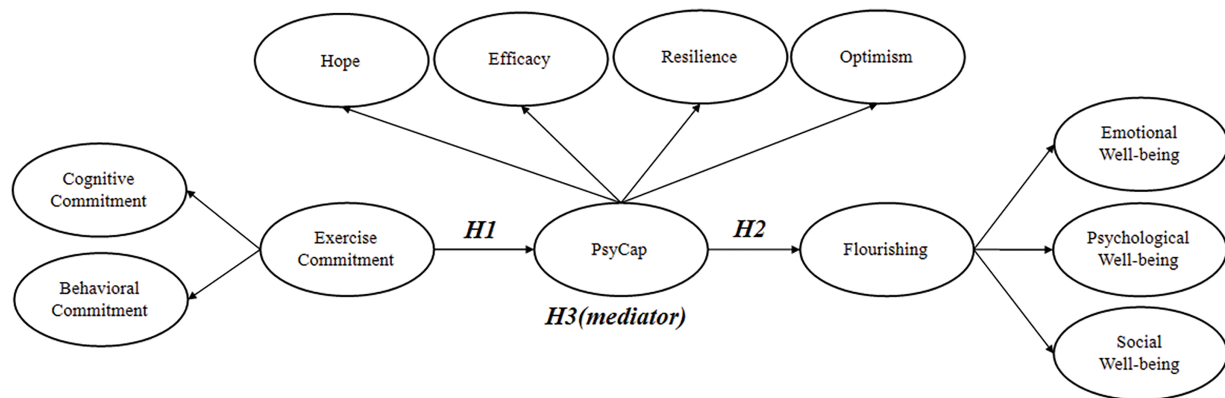 Hope
Efficacy
Resilience
Optimism
Emotional
Well-being
Cognitive
Commitment
Exercise
Commitment
H1
PsyCap
H2
Flourishing
Psychological
Well-being
Behavioral
Commitment
H3(mediator)
Social
Well-being